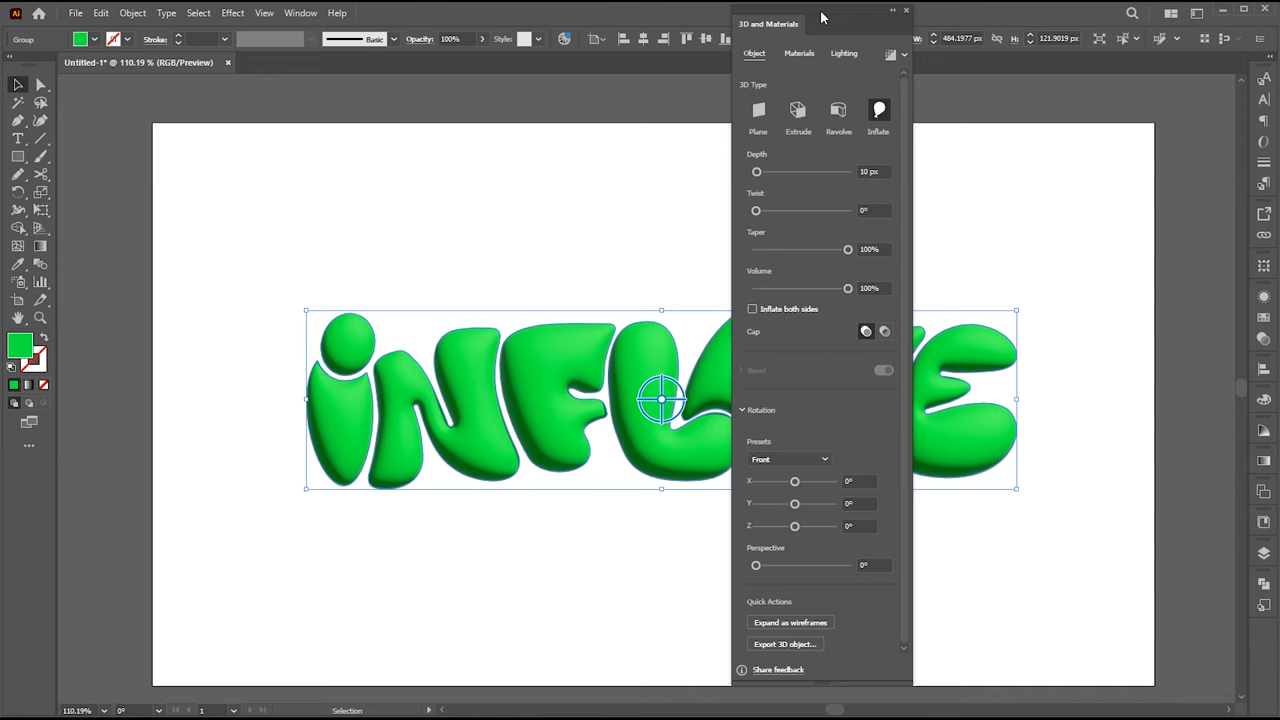 Ai File Edit Object Type Select Effect View Window Help
Group Stroke: Basic Opacity: 100% Style: W: 484.1977 px H: 121.9019 px
Untitled-1* @ 110.19 % (RGB/Preview) ×
3D and Materials
Object Materials Lighting
3D Type
Plane Extrude Revolve Inflate
Depth
10 px
Twist
0°
Taper
100%
Volume
100%
Inflate both sides
Cap
Bevel
Rotation
Presets
Front
X 0°
Y 0°
Z 0°
Perspective
0°
Quick Actions
Expand as wireframes
Export 3D object...
Share feedback
iNFL E
110.19% 0° 1 Selection